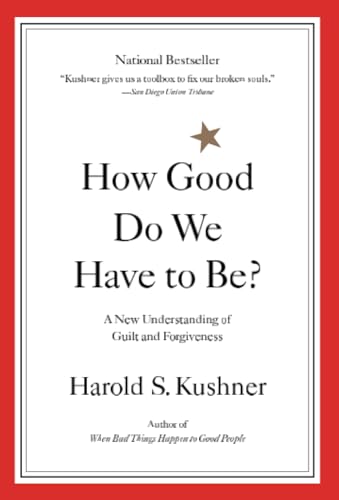 National Bestseller
“Kushner gives us a toolbox to fix our broken souls.”
—San Diego Union Tribune
How Good
Do We
Have to Be?
A New Understanding of
Guilt and Forgiveness
Harold S. Kushner
Author of
When Bad Things Happen to Good People